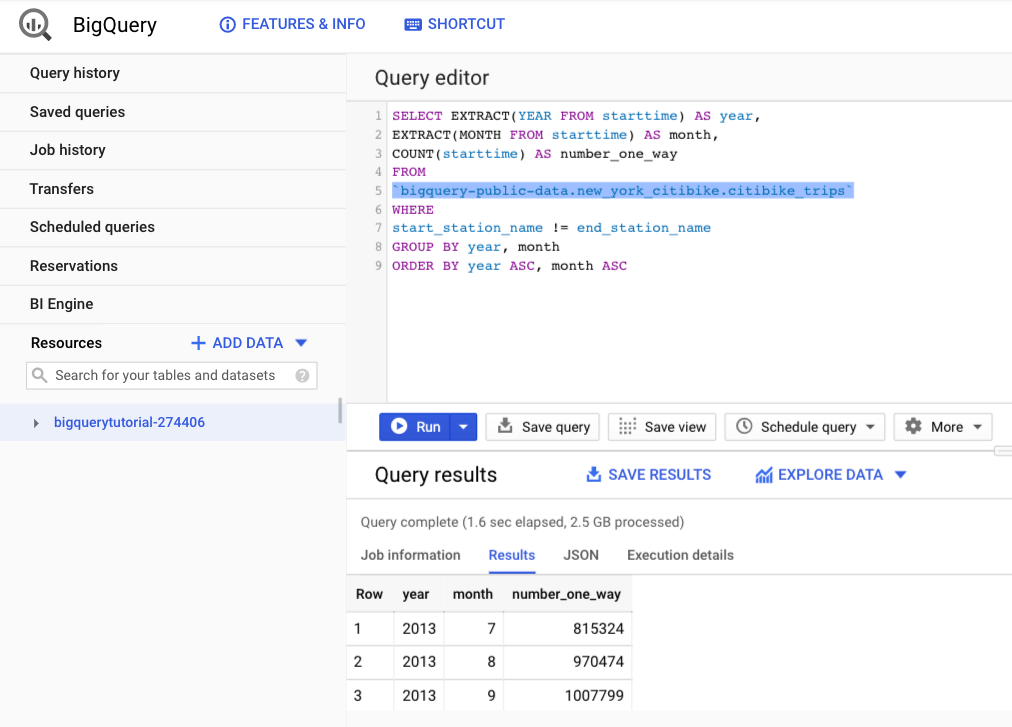 BigQuery FEATURES & INFO SHORTCUT
Query history
Saved queries
Job history
Transfers
Scheduled queries
Reservations
BI Engine
Resources ADD DATA
Search for your tables and datasets
bigquerytutorial-274406
Query editor
1 SELECT EXTRACT(YEAR FROM starttime) AS year,
2 EXTRACT(MONTH FROM starttime) AS month,
3 COUNT(starttime) AS number_one_way
4 FROM
5 `bigquery-public-data.new_york_citibike.citibike_trips`
6 WHERE
7 start_station_name != end_station_name
8 GROUP BY year, month
9 ORDER BY year ASC, month ASC
Run Save query Save view Schedule query More
Query results SAVE RESULTS EXPLORE DATA
Query complete (1.6 sec elapsed, 2.5 GB processed)
Job information Results JSON Execution details
Row year month number_one_way
1 2013 7 815324
2 2013 8 970474
3 2013 9 1007799